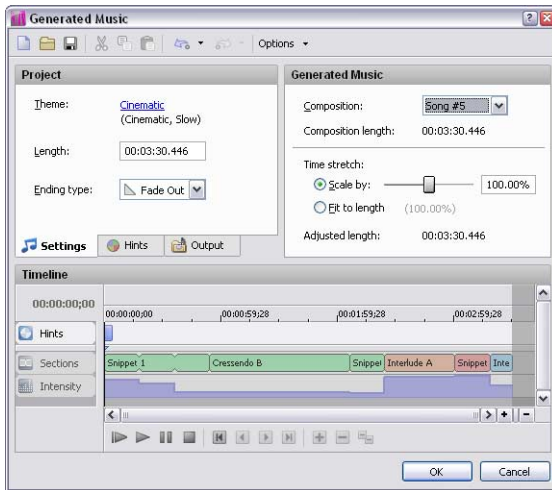 Generated Music
Options
Project
Theme:
Cinematic
(Cinematic, Slow)
Length:
00:03:30.446
Ending type:
Fade Out
Settings
Hints
Output
Generated Music
Composition:
Song #5
Composition length:
00:03:30.446
Time stretch:
Scale by:
100.00%
Fit to length
(100.00%)
Adjusted length:
00:03:30.446
Timeline
00:00:00;00
00:00:00;00
00:00:59;28
00:01:59;28
00:02:59;28
Hints
Sections
Snippet 1
Cressendo B
Snippet
Interlude A
Snippet
Inte
Intensity
OK
Cancel